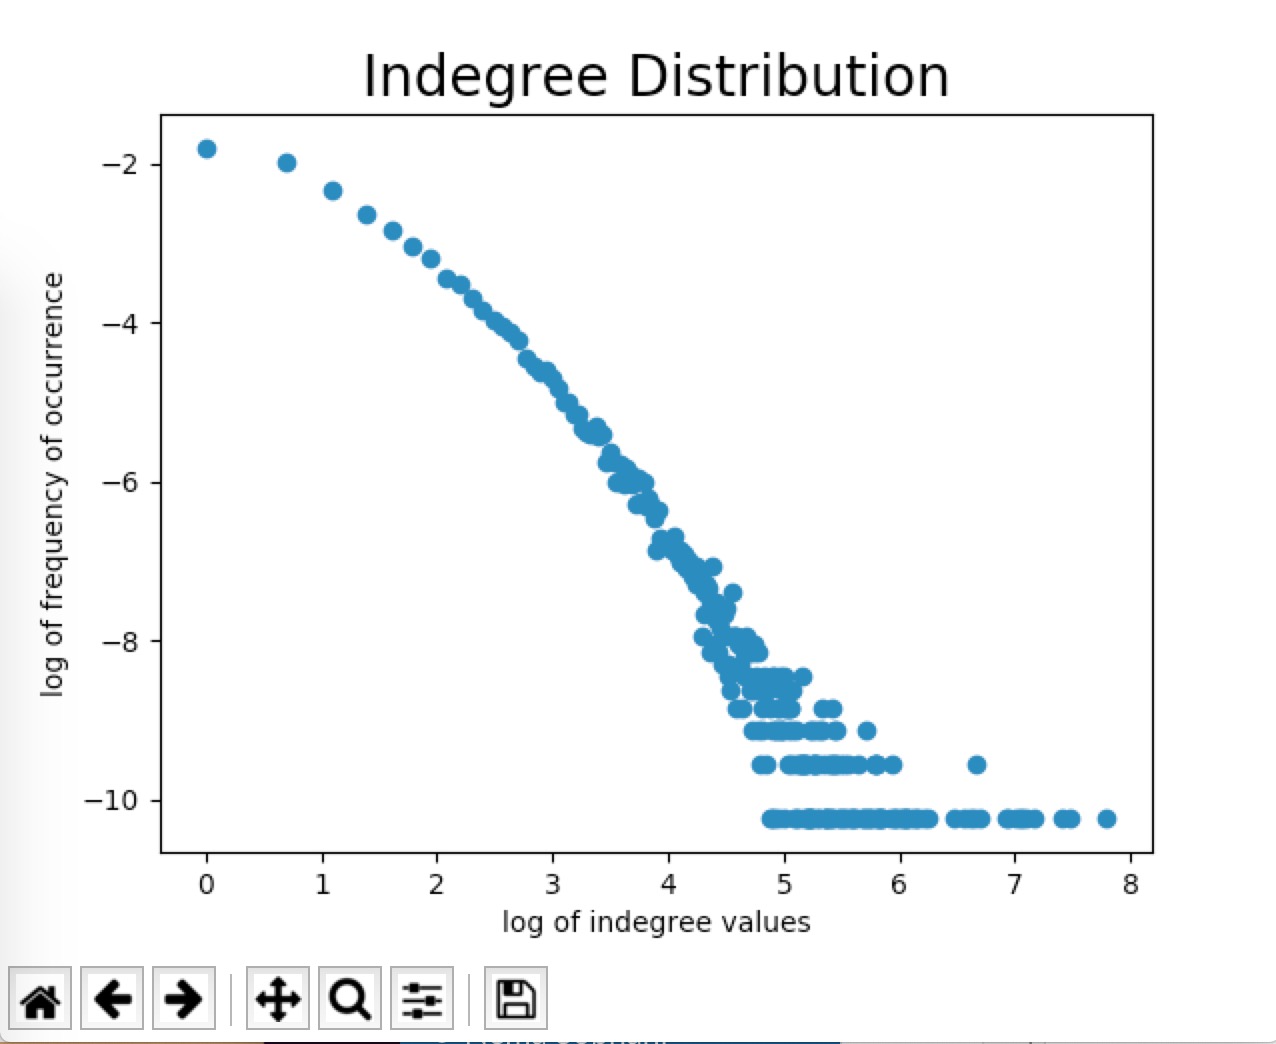 Indegree Distribution
log of frequency of occurrence
−2
−4
−6
−8
−10
0 1 2 3 4 5 6 7 8
log of indegree values